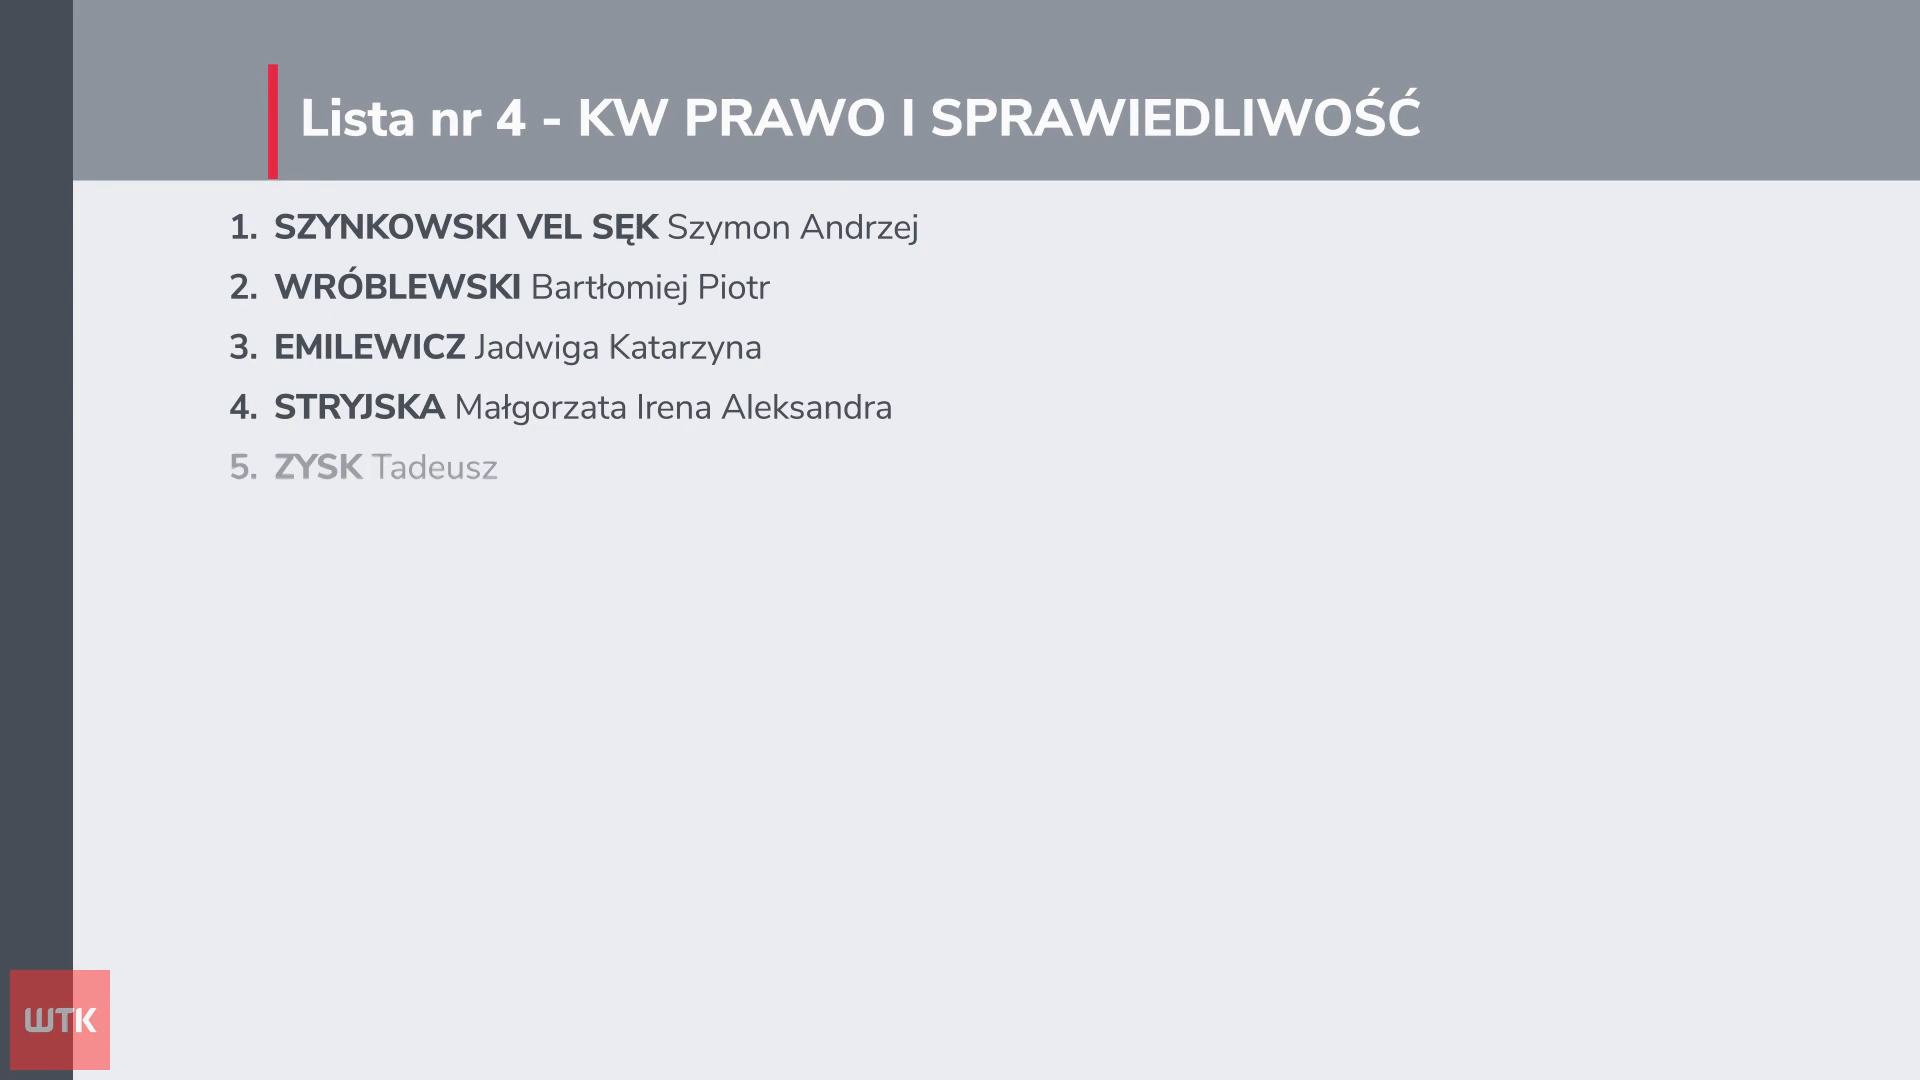 Lista nr 4 - KW PRAWO I SPRAWIEDLIWOŚĆ
1. SZYNKOWSKI VEL SĘK Szymon Andrzej
2. WRÓBLEWSKI Bartłomiej Piotr
3. EMILEWICZ Jadwiga Katarzyna
4. STRYJSKA Małgorzata Irena Aleksandra
5. ZYSK Tadeusz
WTK